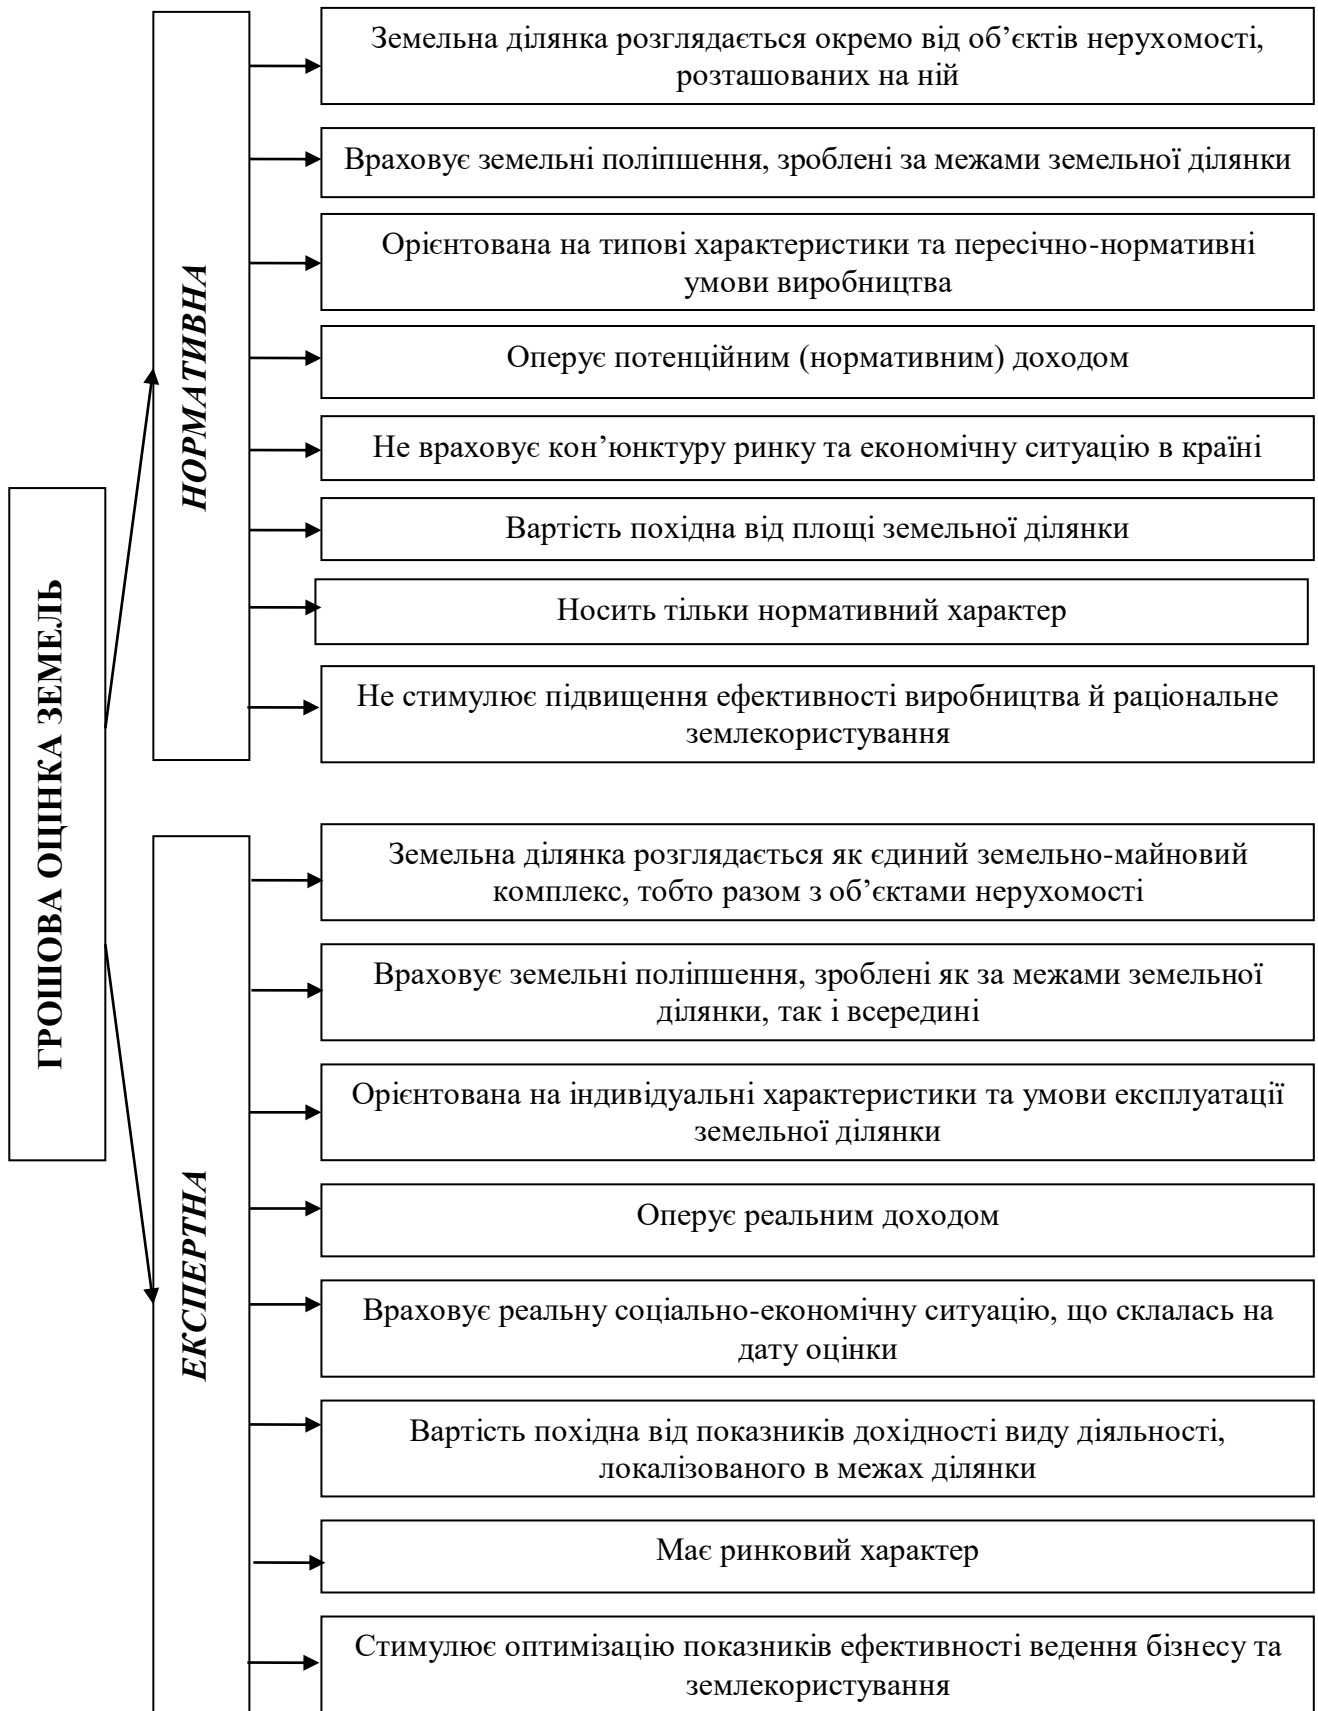 ГРОШОВА ОЦІНКА ЗЕМЕЛЬ
НОРМАТИВНА
Земельна ділянка розглядається окремо від об’єктів нерухомості,
розташованих на ній
Враховує земельні поліпшення, зроблені за межами земельної ділянки
Орієнтована на типові характеристики та пересічно-нормативні
умови виробництва
Оперує потенційним (нормативним) доходом
Не враховує кон’юнктуру ринку та економічну ситуацію в країні
Вартість похідна від площі земельної ділянки
Носить тільки нормативний характер
Не стимулює підвищення ефективності виробництва й раціональне
землекористування
ЕКСПЕРТНА
Земельна ділянка розглядається як єдиний земельно-майновий
комплекс, тобто разом з об’єктами нерухомості
Враховує земельні поліпшення, зроблені як за межами земельної
ділянки, так і всередині
Орієнтована на індивідуальні характеристики та умови експлуатації
земельної ділянки
Оперує реальним доходом
Враховує реальну соціально-економічну ситуацію, що склалась на
дату оцінки
Вартість похідна від показників дохідності виду діяльності,
локалізованого в межах ділянки
Має ринковий характер
Стимулює оптимізацію показників ефективності ведення бізнесу та
землекористування